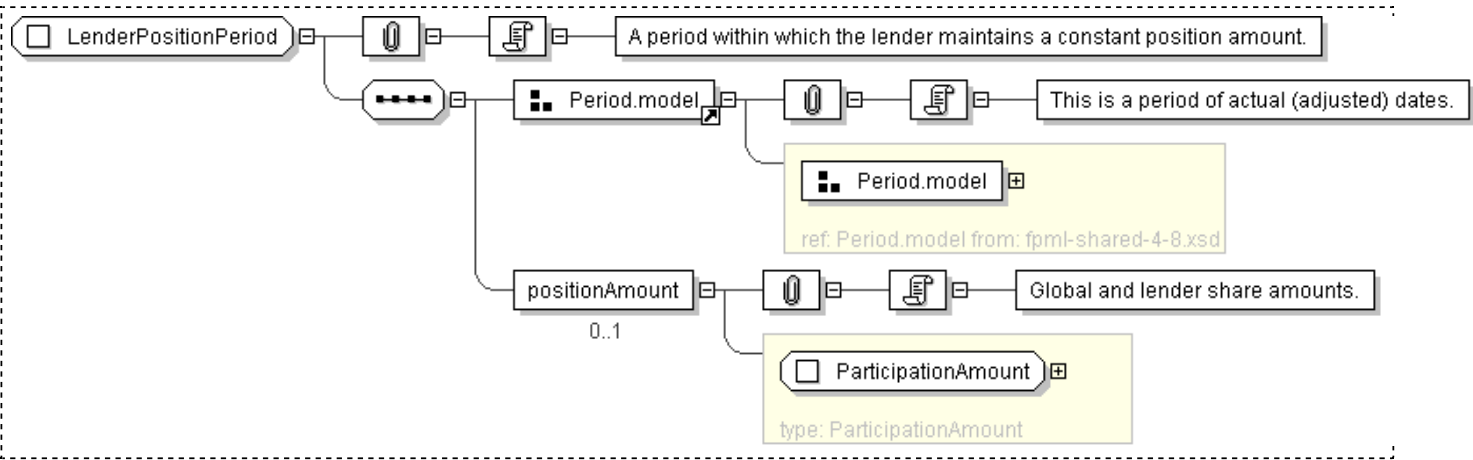 LenderPositionPeriod
A period within which the lender maintains a constant position amount.
Period.model
This is a period of actual (adjusted) dates.
Period.model
ref: Period.model from: fpml-shared-4-8.xsd
positionAmount
Global and lender share amounts.
0..1
ParticipationAmount
type: ParticipationAmount